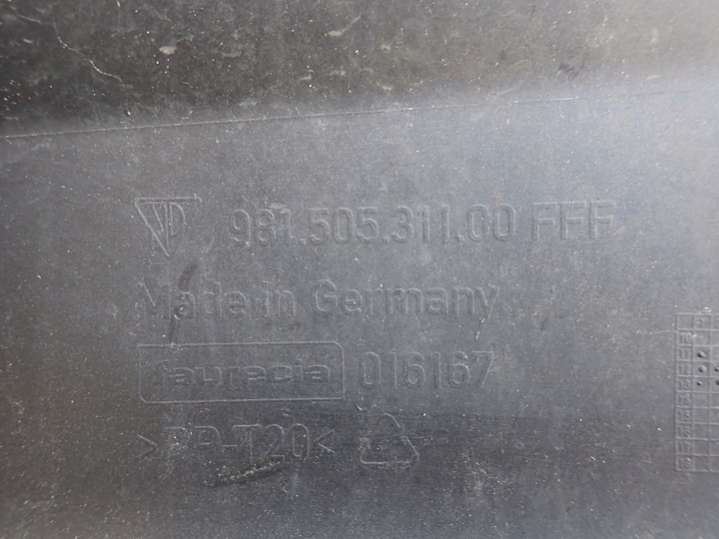 981.505.311.00 FFF
Made in Germany
faurecia 016167
>PP-T20<